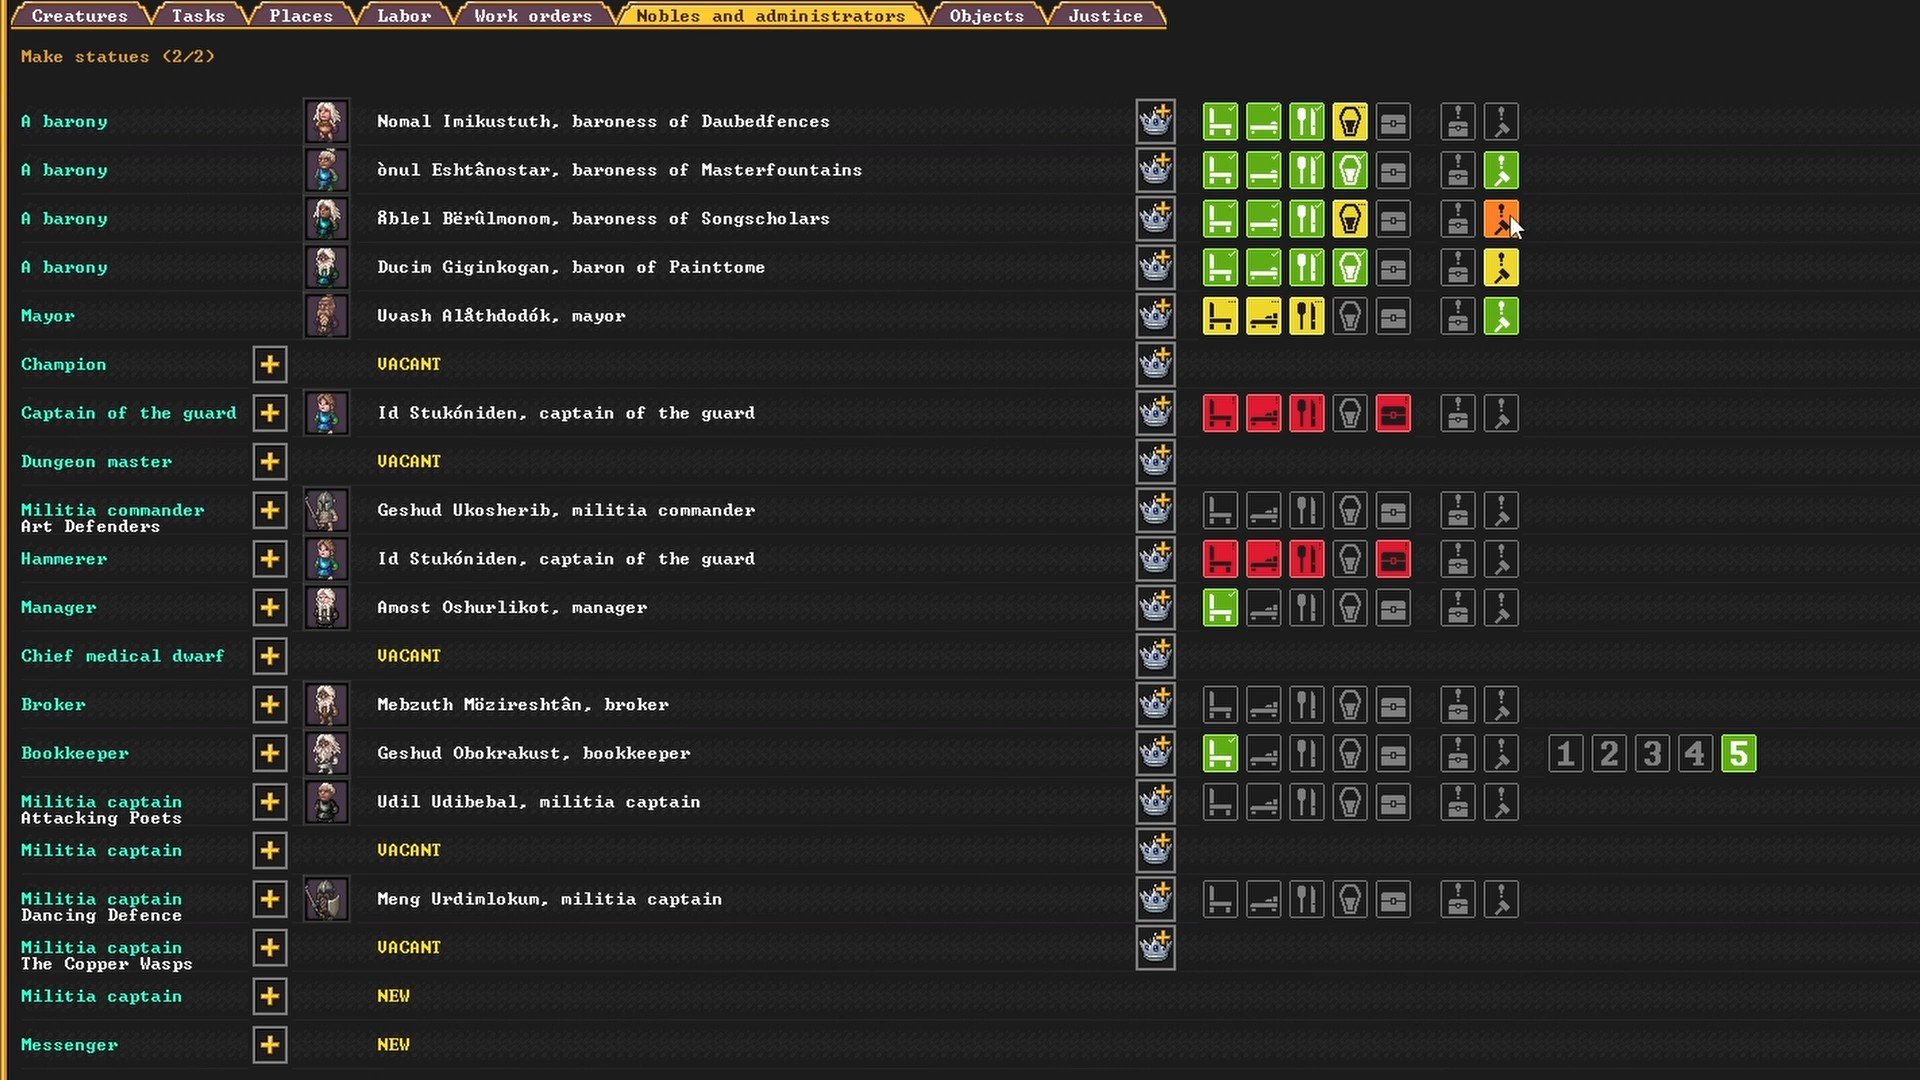 Creatures Tasks Places Labor Work orders Nobles and administrators Objects Justice
Make statues (2/2)
A barony Nomal Imikustuth, baroness of Daubedfences
A barony ònul Eshtânostar, baroness of Masterfountains
A barony Åblel Bërûlmonom, baroness of Songscholars
A barony Ducim Giginkogan, baron of Painttome
Mayor Uvash Alåthdodók, mayor
Champion VACANT
Captain of the guard Id Stukóniden, captain of the guard
Dungeon master VACANT
Militia commander Geshud Ukosherib, militia commander
Art Defenders
Hammerer Id Stukóniden, captain of the guard
Manager Amost Oshurlikot, manager
Chief medical dwarf VACANT
Broker Mebzuth Mözireshtân, broker
Bookkeeper Geshud Obokrakust, bookkeeper 1 2 3 4 5
Militia captain Udil Udibebal, militia captain
Attacking Poets
Militia captain VACANT
Militia captain Meng Urdimlokum, militia captain
Dancing Defence
Militia captain VACANT
The Copper Wasps
Militia captain NEW
Messenger NEW